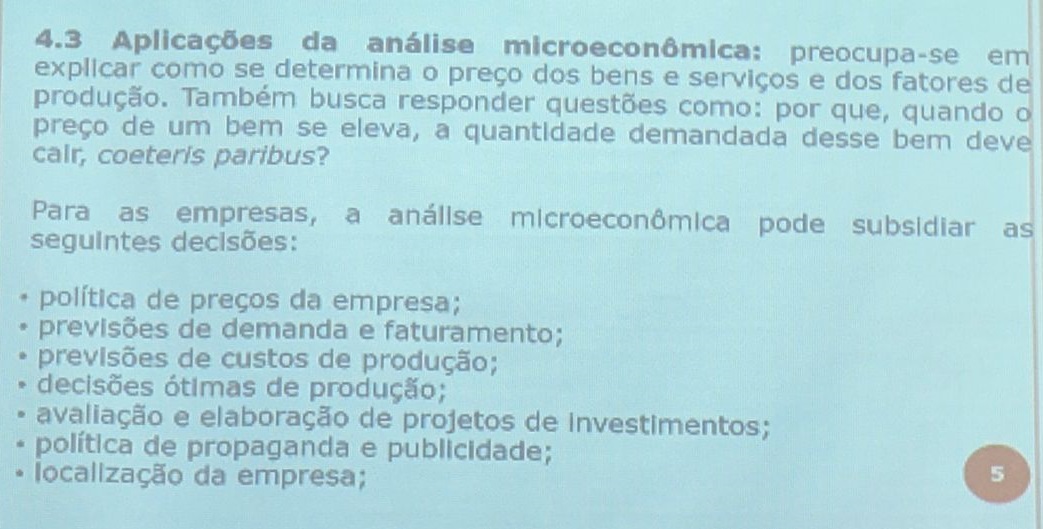 4.3 Aplicações da análise microeconômica: preocupa-se em
explicar como se determina o preço dos bens e serviços e dos fatores de
produção. Também busca responder questões como: por que, quando o
preço de um bem se eleva, a quantidade demandada desse bem deve
cair, coeteris paribus?
Para as empresas, a análise microeconômica pode subsidiar as
seguintes decisões:
• política de preços da empresa;
• previsões de demanda e faturamento;
• previsões de custos de produção;
• decisões ótimas de produção;
• avaliação e elaboração de projetos de investimentos;
• política de propaganda e publicidade;
• localização da empresa;
5